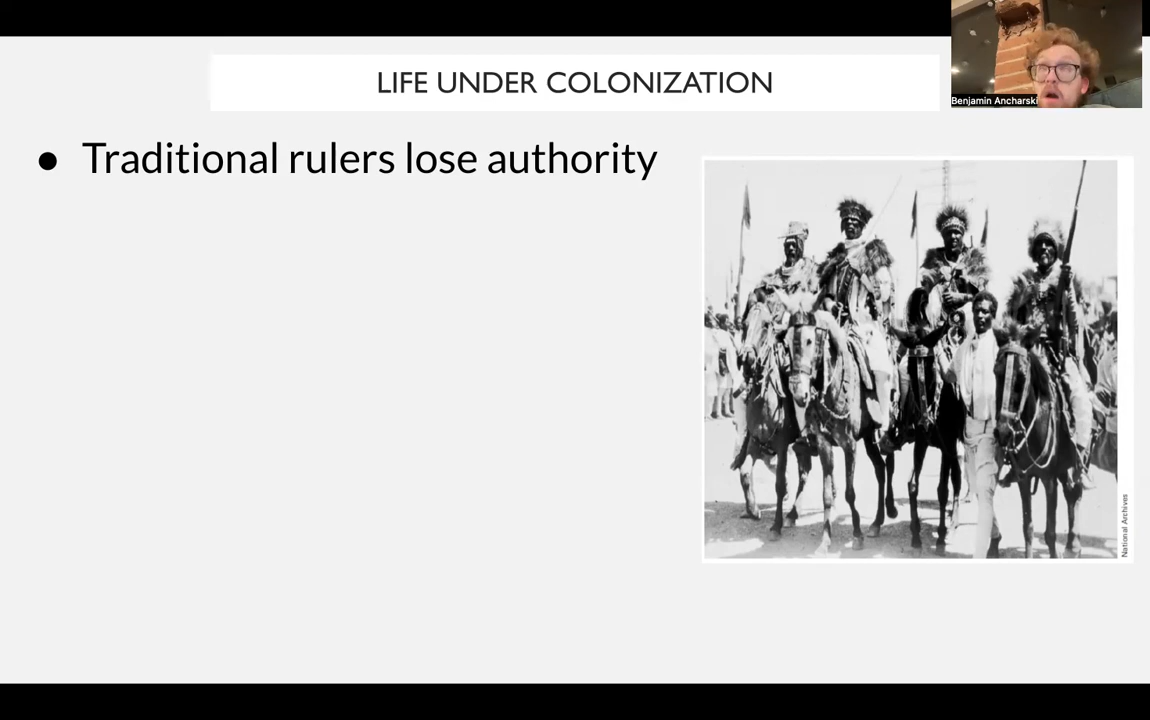 LIFE UNDER COLONIZATION
Benjamin Ancharski
● Traditional rulers lose authority
National Archives